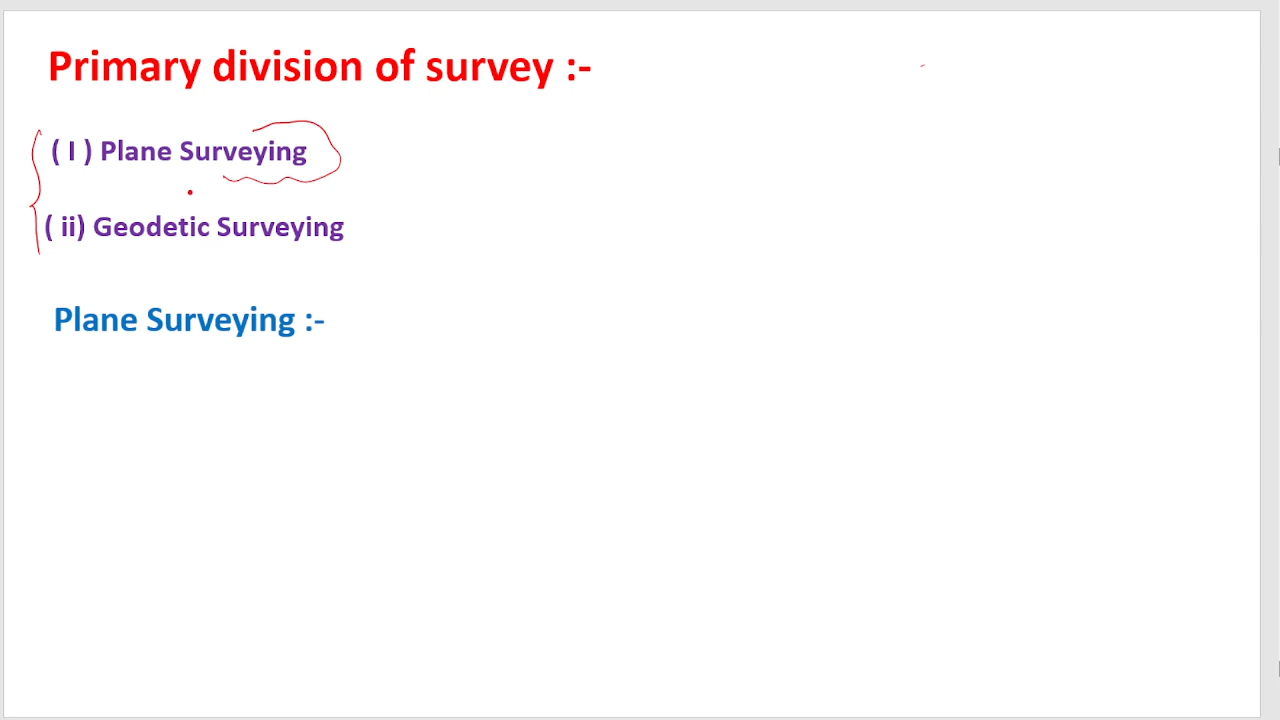 Primary division of survey :-
( I ) Plane Surveying
( ii) Geodetic Surveying
Plane Surveying :-